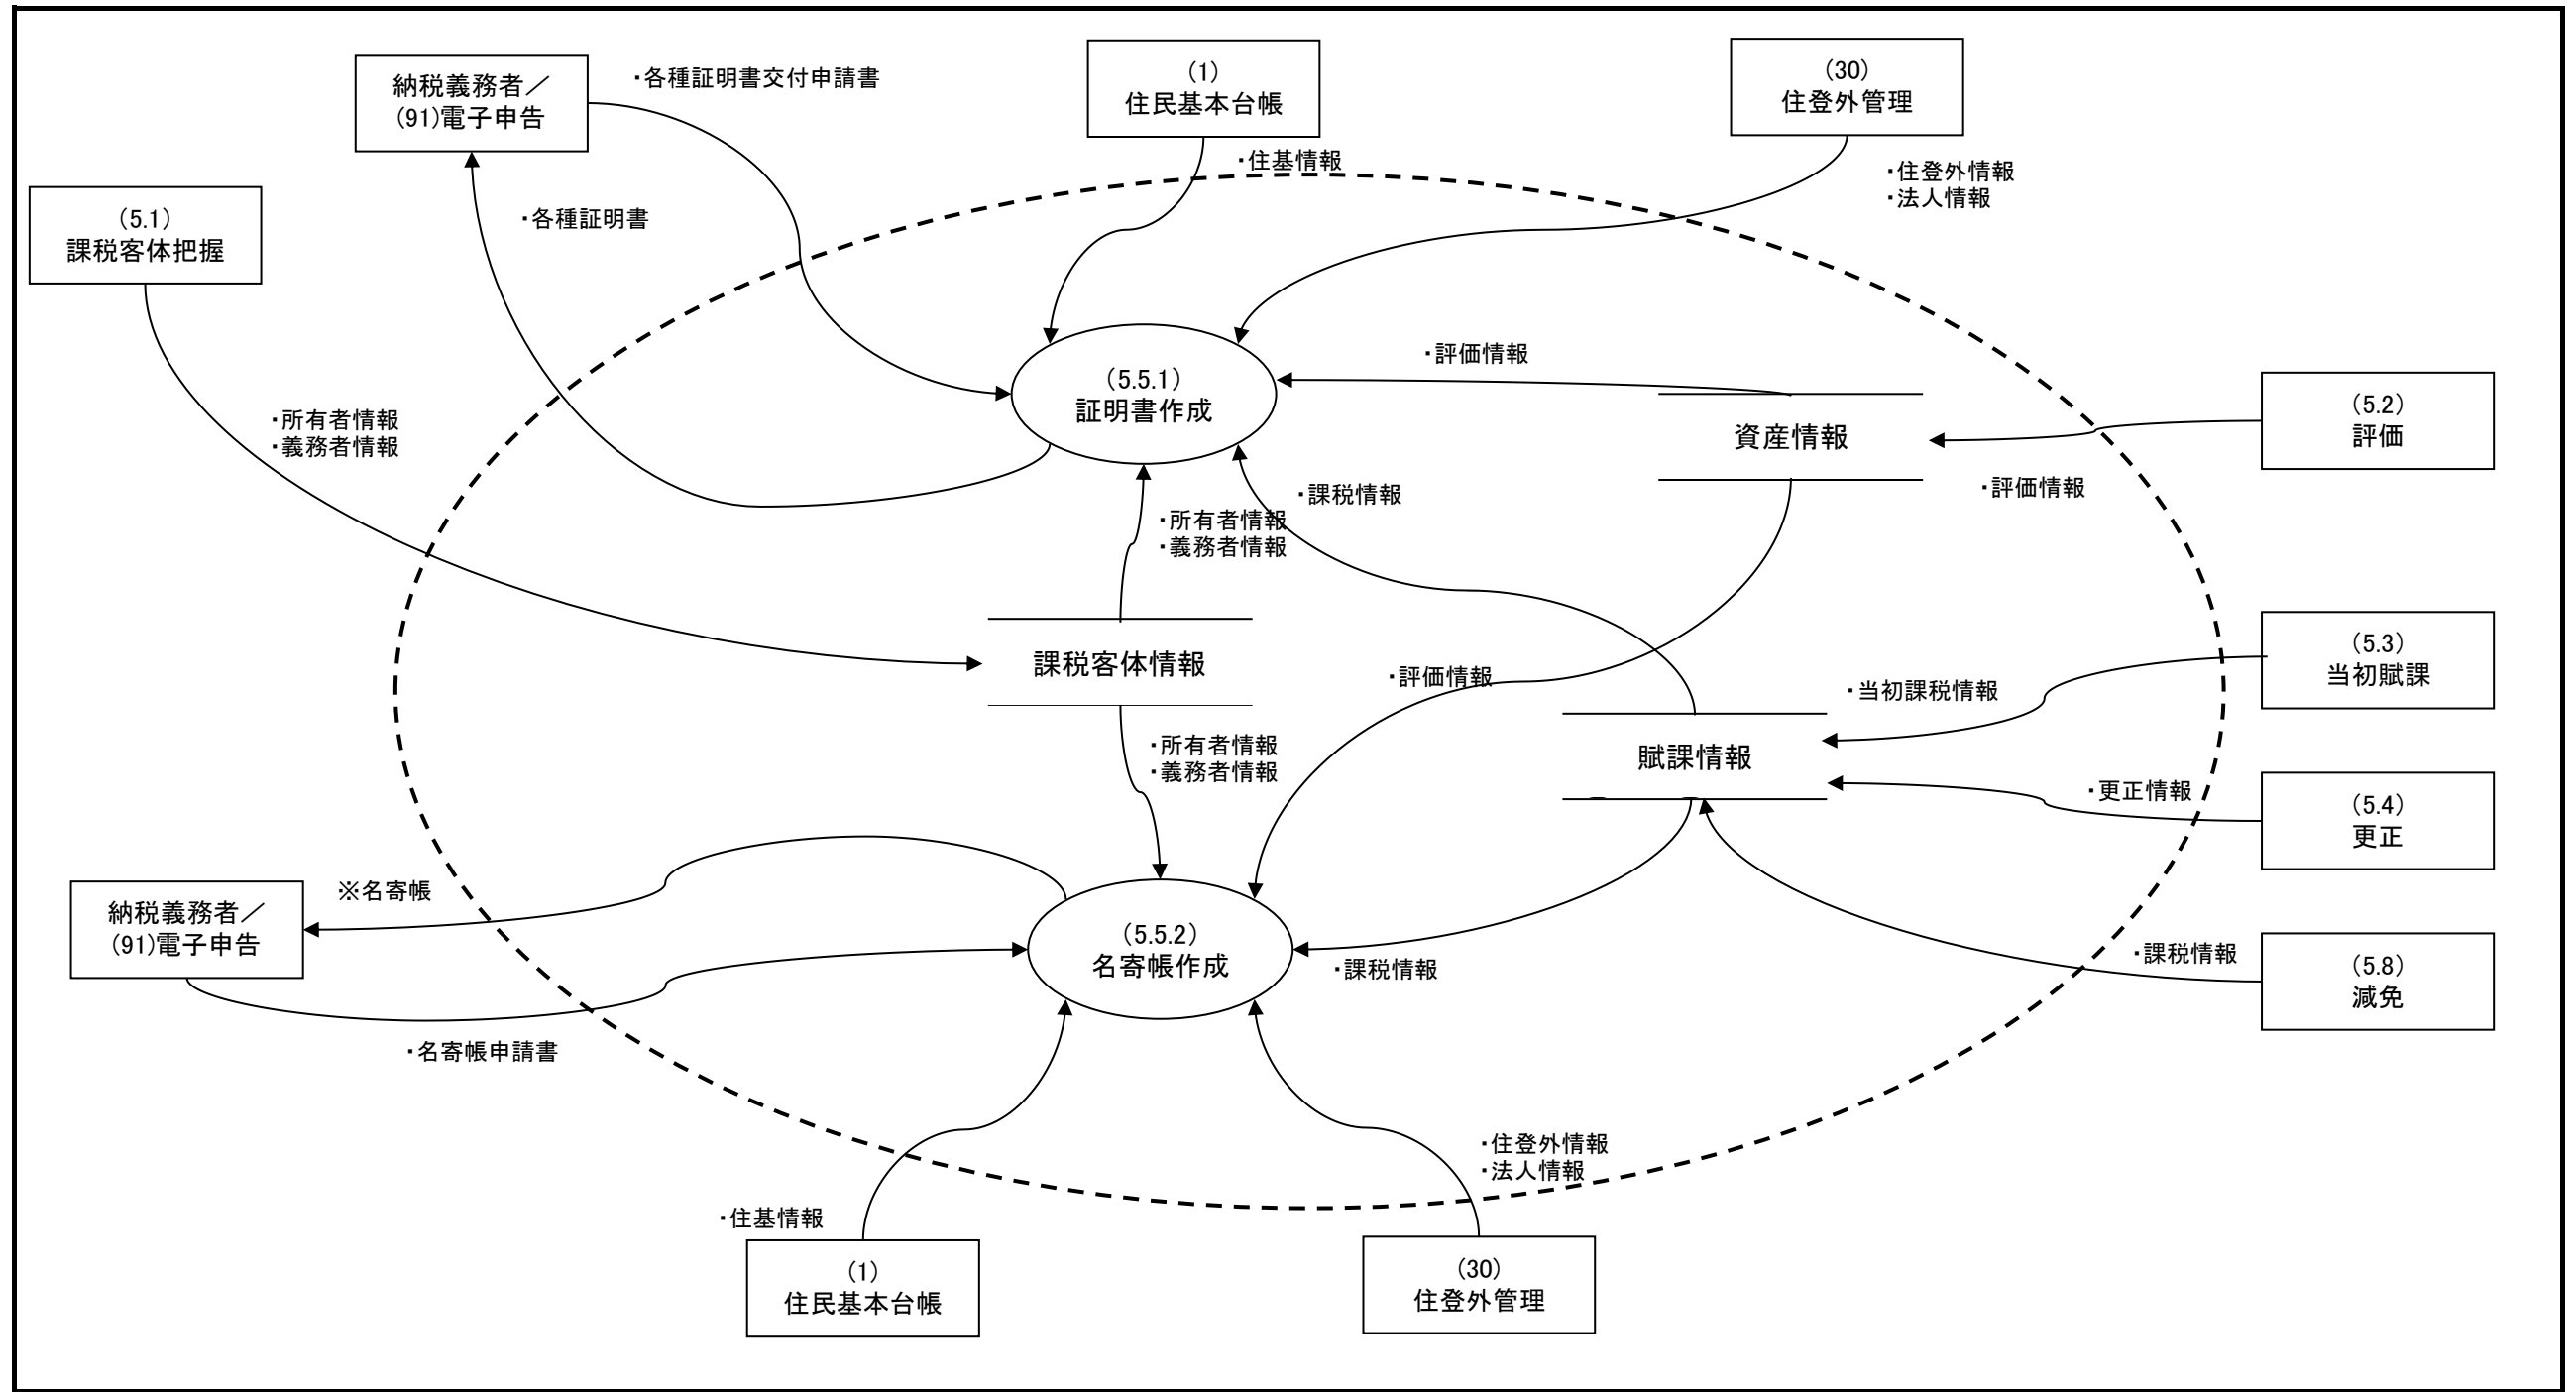 納税義務者／
(91)電子申告
・各種証明書交付申請書
(1)
住民基本台帳
(30)
住登外管理
・住基情報
・住登外情報
・法人情報
(5.1)
課税客体把握
・各種証明書
・所有者情報
・義務者情報
(5.5.1)
証明書作成
・評価情報
資産情報
(5.2)
評価
・評価情報
・課税情報
・所有者情報
・義務者情報
課税客体情報
・評価情報
(5.3)
当初賦課
・当初課税情報
賦課情報
・所有者情報
・義務者情報
・更正情報
(5.4)
更正
※名寄帳
納税義務者／
(91)電子申告
(5.5.2)
名寄帳作成
・課税情報
・課税情報
(5.8)
減免
・名寄帳申請書
・住登外情報
・法人情報
・住基情報
(1)
住民基本台帳
(30)
住登外管理